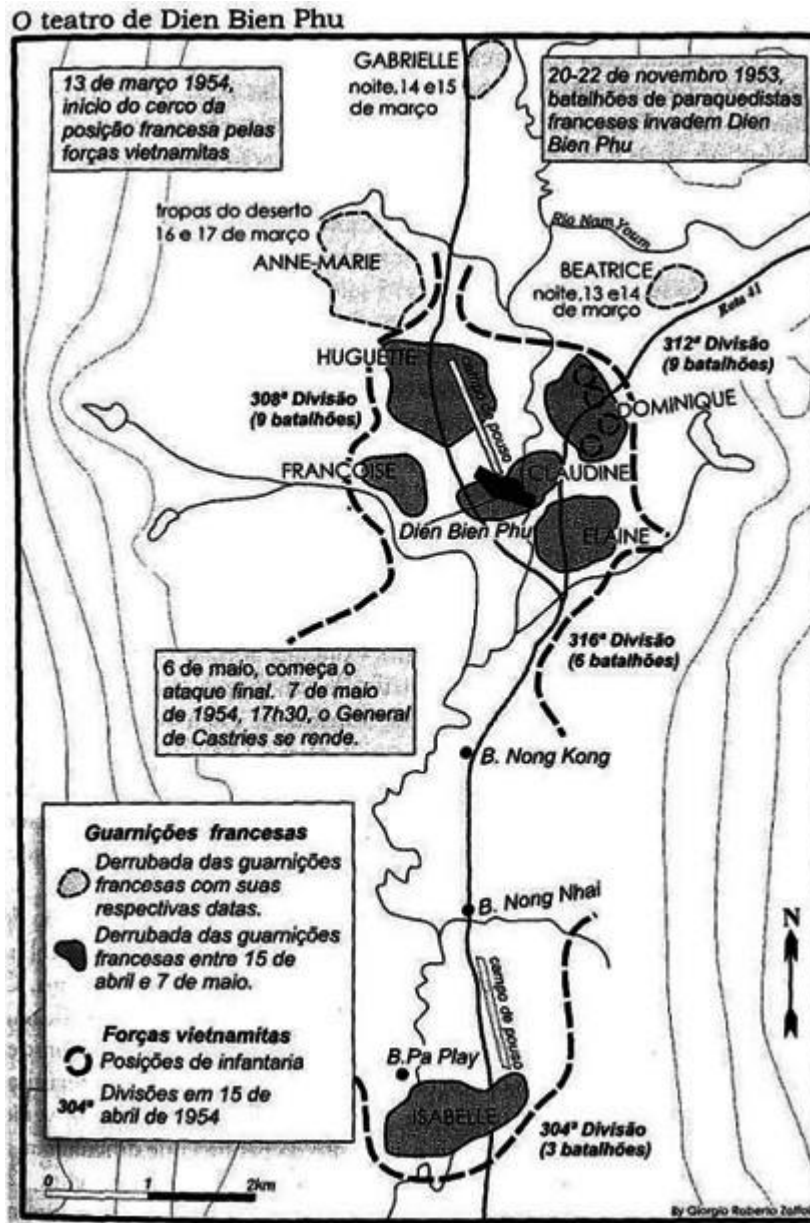 O teatro de Dien Bien Phu
13 de março 1954,
inicio do cerco da
posição francesa pelas
forças vietnamitas
GABRIELLE
noite,14 e15
de março
20-22 de novembro 1953,
batalhões de paraquedistas
franceses invadem Dien
Bien Phu
tropas do deserto
16 e 17 de março
ANNE-MARIE
Rio Nam Youm
BEATRICE
noite,13 e14
de março
Rota 41
312ª Divisão
(9 batalhões)
HUGUETTE
campo de pouso
308ª Divisão
(9 batalhões)
DOMINIQUE
FRANÇOISE
CLAUDINE
Dien Bien Phu
ELAINE
316ª Divisão
(6 batalhões)
6 de maio, começa o
ataque final. 7 de maio
de 1954, 17h30, o General
de Castries se rende.
B. Nong Kong
Guarnições francesas
Derrubada das guarnições
francesas com suas
respectivas datas.
Derrubada das guarnições
francesas entre 15 de
abril e 7 de maio.
Forças vietnamitas
Posições de infantaria
304ª Divisões em 15 de
abril de 1954
B. Nong Nhai
N
campo de pouso
B.Pa Play
ISABELLE
304ª Divisão
(3 batalhões)
0 1 2km
By Giorgio Roberto